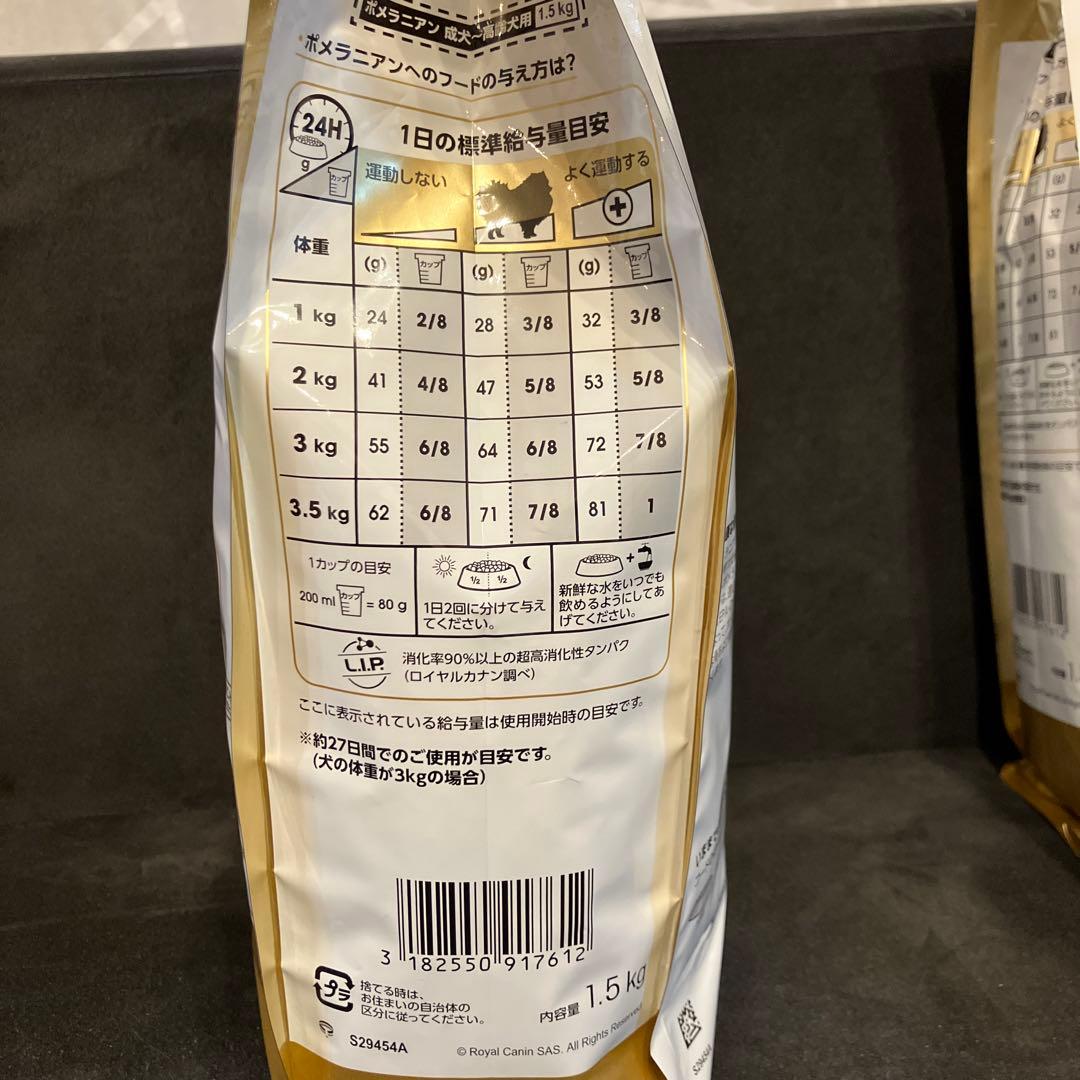 ポメラニアン 成犬〜高齢犬用 1.5 kg
ポメラニアンへのフードの与え方は?
24H 1日の標準給与量目安
g カップ 運動しない よく運動する
体重 (g) カップ (g) カップ (g) カップ
1 kg 24 2/8 28 3/8 32 3/8
2 kg 41 4/8 47 5/8 53 5/8
3 kg 55 6/8 64 6/8 72 7/8
3.5 kg 62 6/8 71 7/8 81 1
1カップの目安
200 ml カップ = 80 g
1/2 1/2
1日2回に分けて与え
てください。
+
新鮮な水をいつでも
飲めるようにしてあ
げてください。
L.I.P. 消化率90%以上の超高消化性タンパク
(ロイヤルカナン調べ)
ここに表示されている給与量は使用開始時の目安です。
※約27日間でのご使用が目安です。
(犬の体重が3kgの場合)
3 182550 917612
プラ 捨てる時は、
お住まいの自治体の
区分に従ってください。
内容量 1.5 kg
S29454A
© Royal Canin SAS. All Rights Reserved.
S29454A